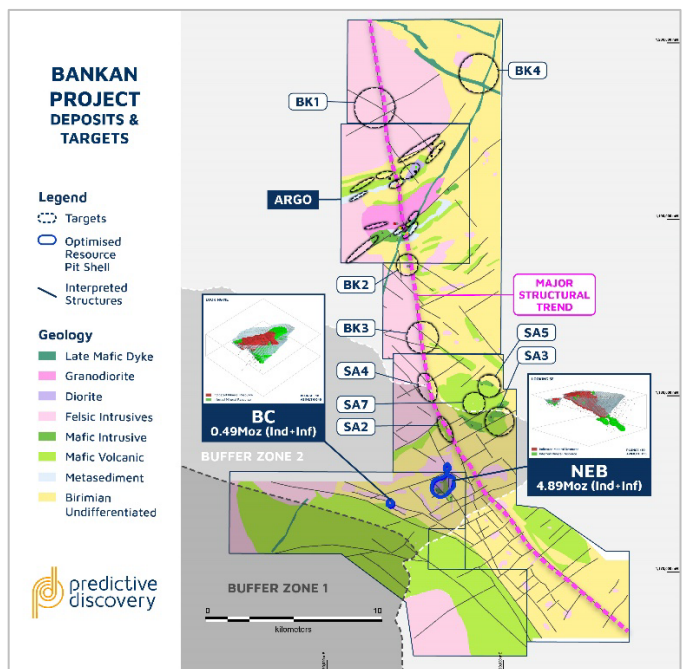 BANKAN
PROJECT
DEPOSITS &
TARGETS
Legend
Targets
Optimised
Resource
Pit Shell
Interpreted
Structures
Geology
Late Mafic Dyke
Granodiorite
Diorite
Felsic Intrusives
Mafic Intrusive
Mafic Volcanic
Metasediment
Birimian
Undifferentiated
predictive
discovery
BK1
BK4
ARGO
BK2
MAJOR
STRUCTURAL
TREND
BK3
SA5
SA3
SA4
SA7
SA2
BC
0.49Moz (Ind+Inf)
NEB
4.89Moz (Ind+Inf)
BUFFER ZONE 2
BUFFER ZONE 1
0 10
kilometers